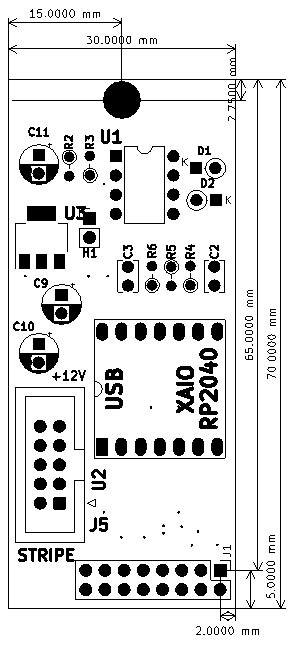 15.0000 mm
30.0000 mm
2.7500 mm
C11
R2
R3
U1
D1
K
D2
K
U3
H1
C3
R6
R5
R4
C2
C9
C10
+12V
USB
XAIO
RP2040
65.0000 mm
70.0000 mm
U2
J5
STRIPE
J1
5.0000 mm
2.0000 mm